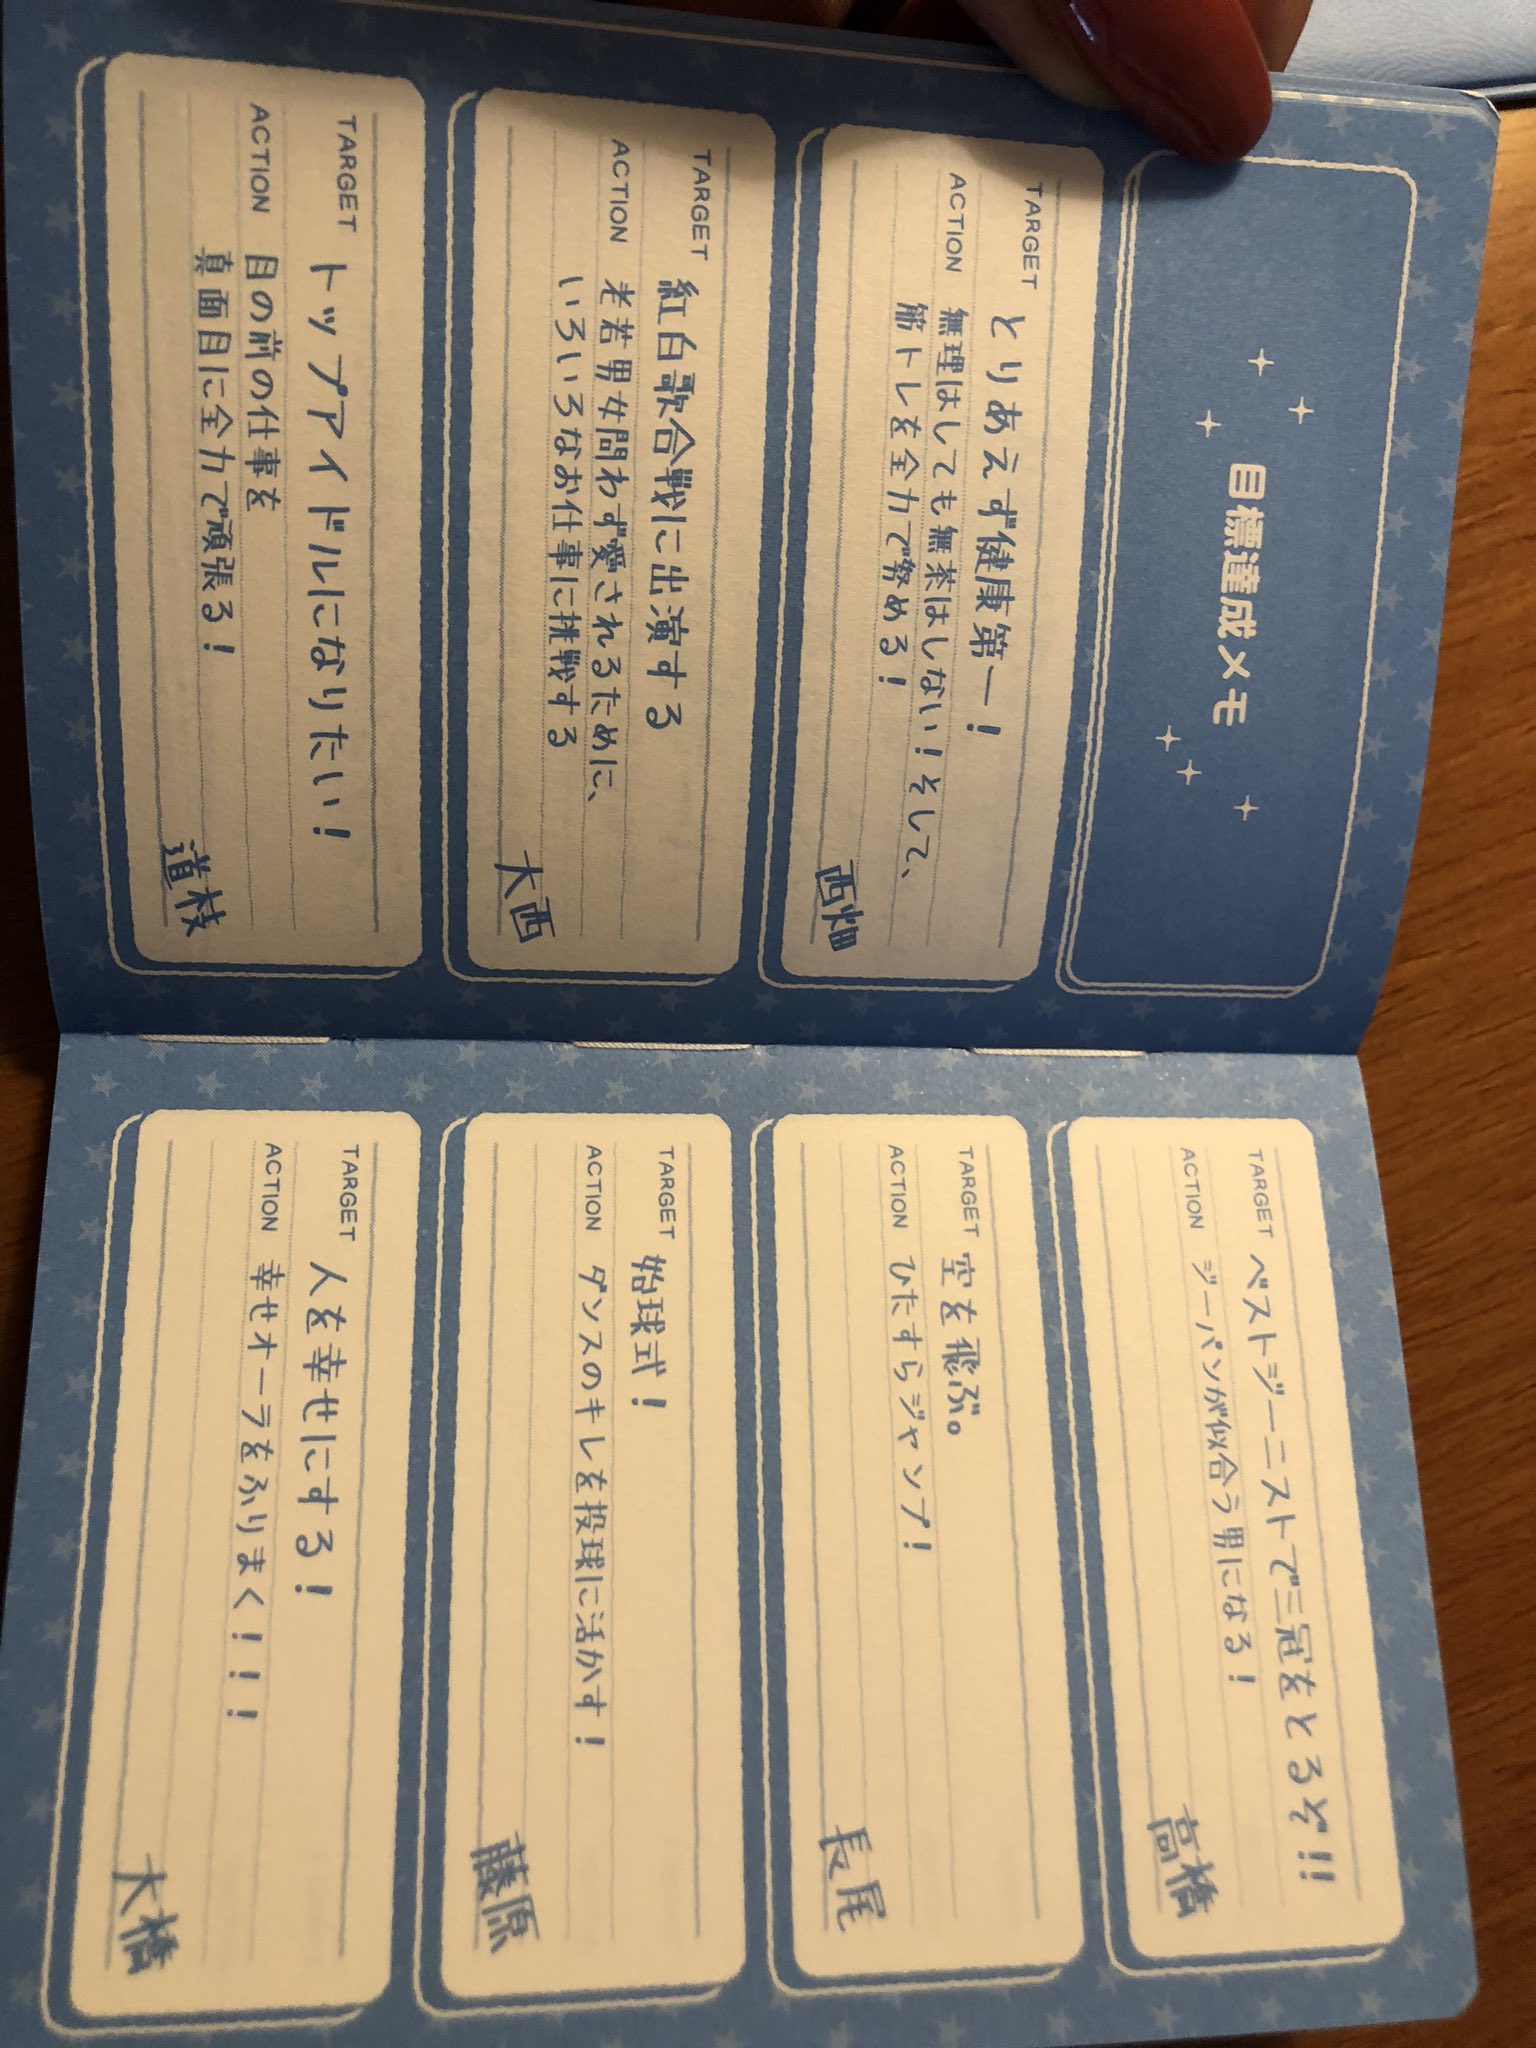 目標達成メモ
TARGET とりあえず健康第一!
ACTION 無理はしても無茶はしない!そして、
筋トレを全力で努める!
西畑
TARGET 紅白歌合戦に出演する
ACTION 老若男女問わず愛されるために、
いろいろなお仕事に挑戦する
大西
TARGET トップアイドルになりたい!
ACTION 目の前の仕事を
真面目に全力で頑張る!
道枝
TARGET ベストジーニストで三冠をとるぞ!!
ACTION ジーパンが似合う男になる!
高橋
TARGET 空を飛ぶ。
ACTION ひたすらジャンプ!
長尾
TARGET 始球式!
ACTION ダンスのキレを投球に活かす!
藤原
TARGET 人を幸せにする!
ACTION 幸せオーラをふりまく!!!
大橋